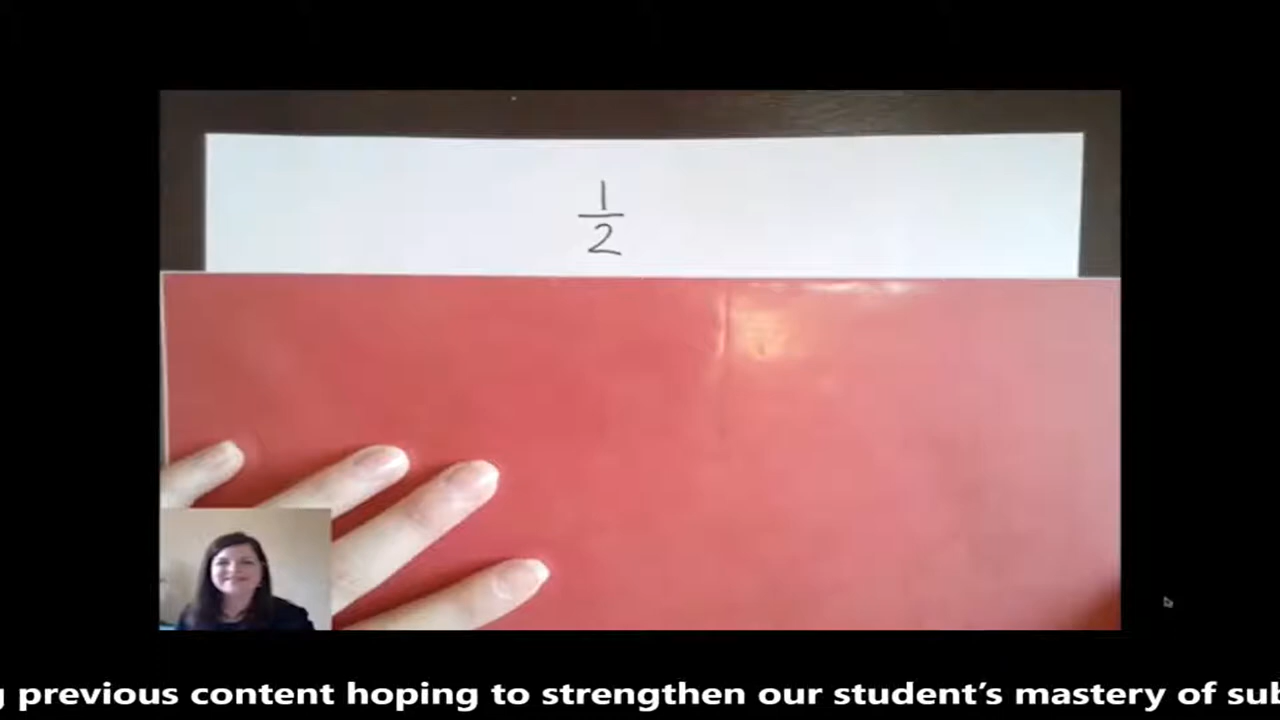 1
2
g previous content hoping to strengthen our student's mastery of sub